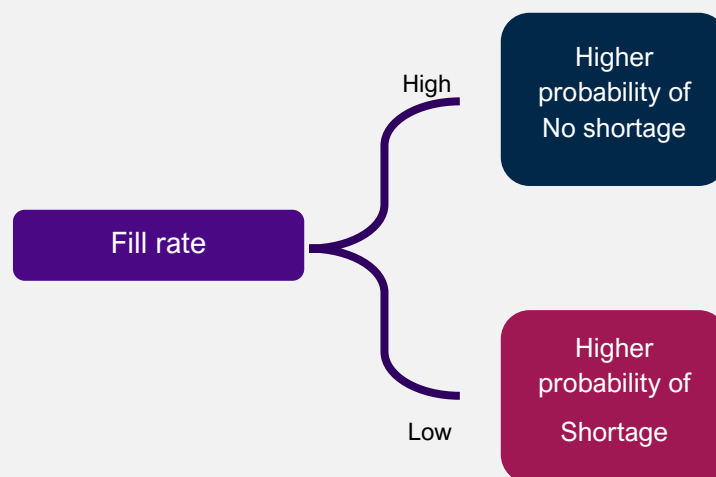 High
Higher
probability of
No shortage
Fill rate
Low
Higher
probability of
Shortage